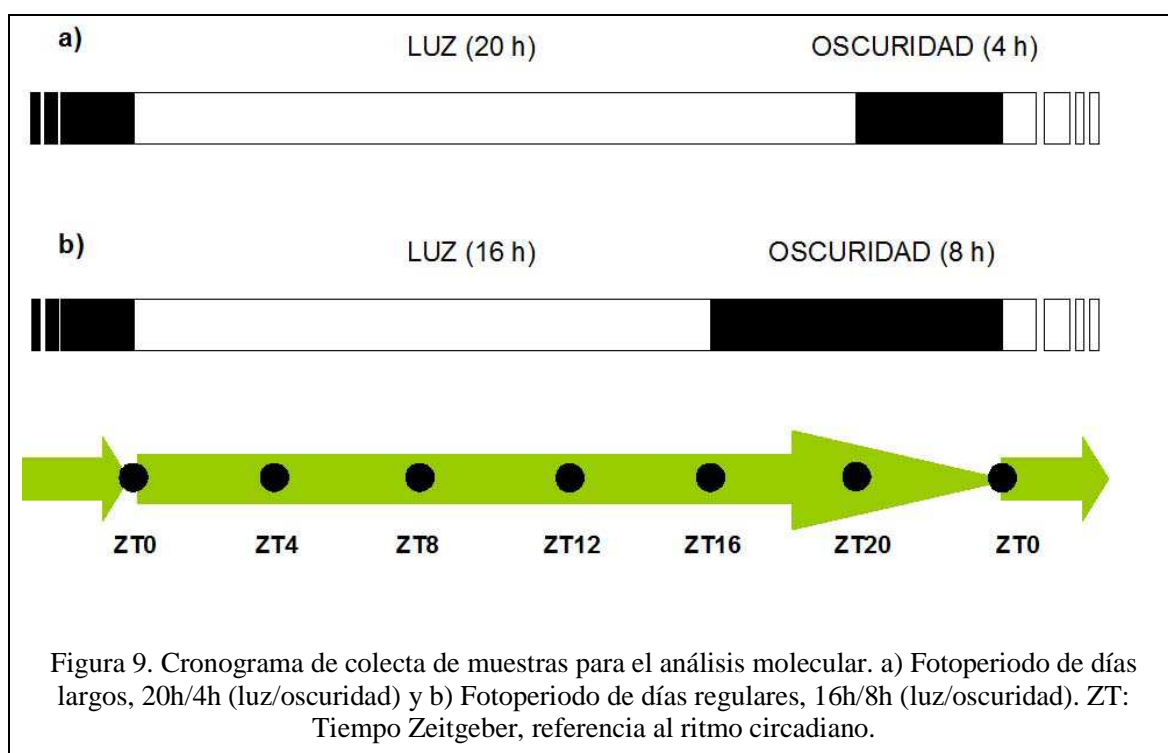 a)
LUZ (20 h) OSCURIDAD (4 h)
b)
LUZ (16 h) OSCURIDAD (8 h)
ZT0 ZT4 ZT8 ZT12 ZT16 ZT20 ZT0
Figura 9. Cronograma de colecta de muestras para el análisis molecular. a) Fotoperiodo de días
largos, 20h/4h (luz/oscuridad) y b) Fotoperiodo de días regulares, 16h/8h (luz/oscuridad). ZT:
Tiempo Zeitgeber, referencia al ritmo circadiano.